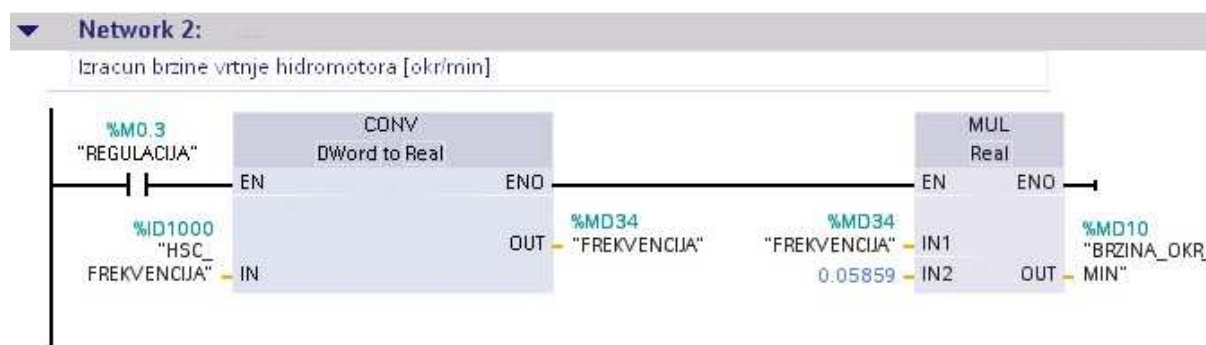 Network 2:
Izracun brzine vrtnje hidromotora [okr/min]
%M0.3
"REGULACIJA"
CONV
DWord to Real
EN
ENO
%ID1000
"HSC_
FREKVENCIJA"
IN
OUT
%MD34
"FREKVENCIJA"
MUL
Real
EN
ENO
%MD34
"FREKVENCIJA"
IN1
0.05859
IN2
OUT
%MD10
"BRZINA_OKR_
MIN"